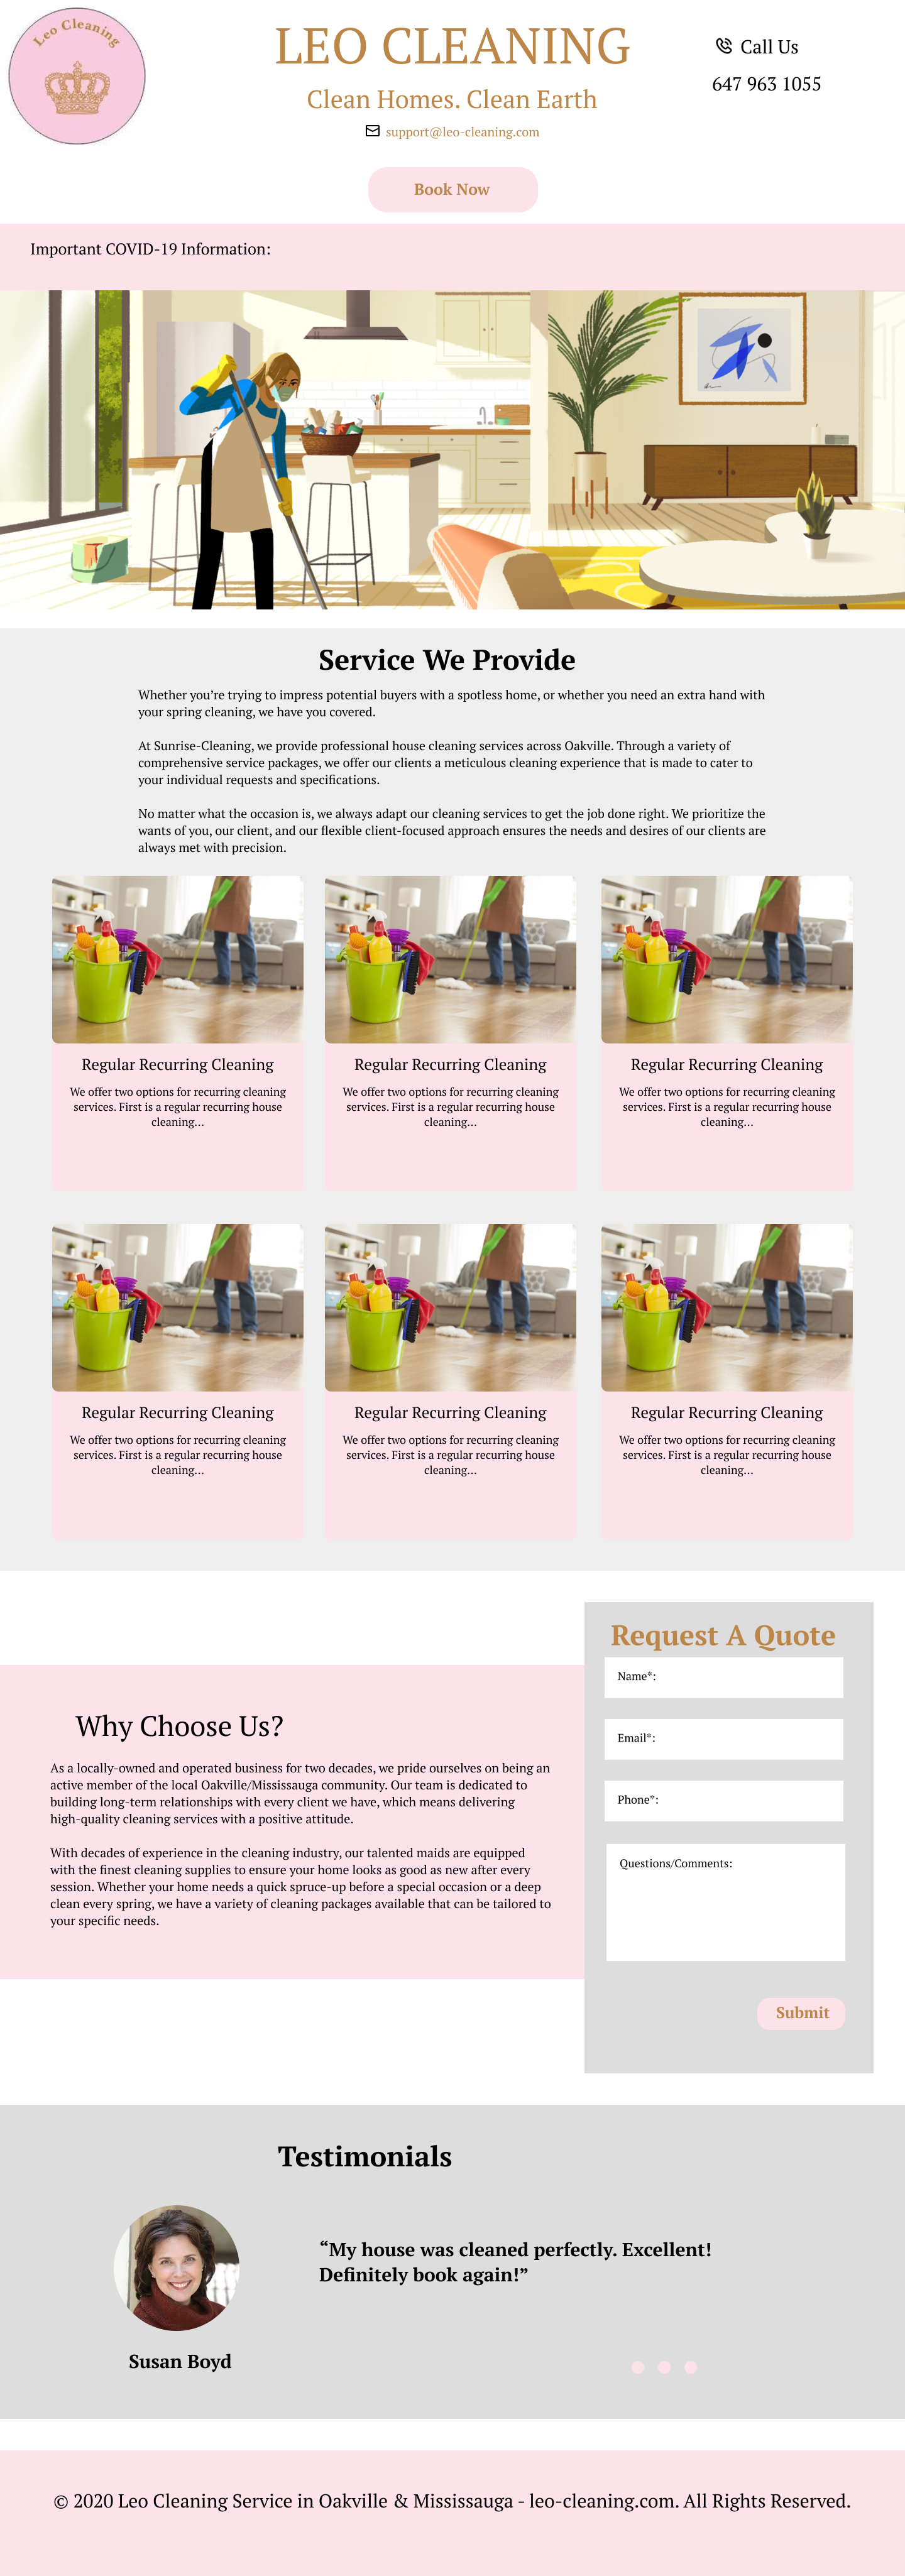 Leo Cleaning
LEO CLEANING
Clean Homes. Clean Earth
support@leo-cleaning.com
Call Us
647 963 1055
Book Now
Important COVID-19 Information:
Service We Provide
Whether you’re trying to impress potential buyers with a spotless home, or whether you need an extra hand with
your spring cleaning, we have you covered.
At Sunrise-Cleaning, we provide professional house cleaning services across Oakville. Through a variety of
comprehensive service packages, we offer our clients a meticulous cleaning experience that is made to cater to
your individual requests and specifications.
No matter what the occasion is, we always adapt our cleaning services to get the job done right. We prioritize the
wants of you, our client, and our flexible client-focused approach ensures the needs and desires of our clients are
always met with precision.
Regular Recurring Cleaning
We offer two options for recurring cleaning
services. First is a regular recurring house
cleaning...
Regular Recurring Cleaning
We offer two options for recurring cleaning
services. First is a regular recurring house
cleaning...
Regular Recurring Cleaning
We offer two options for recurring cleaning
services. First is a regular recurring house
cleaning...
Regular Recurring Cleaning
We offer two options for recurring cleaning
services. First is a regular recurring house
cleaning...
Regular Recurring Cleaning
We offer two options for recurring cleaning
services. First is a regular recurring house
cleaning...
Regular Recurring Cleaning
We offer two options for recurring cleaning
services. First is a regular recurring house
cleaning...
Why Choose Us?
As a locally-owned and operated business for two decades, we pride ourselves on being an
active member of the local Oakville/Mississauga community. Our team is dedicated to
building long-term relationships with every client we have, which means delivering
high-quality cleaning services with a positive attitude.
With decades of experience in the cleaning industry, our talented maids are equipped
with the finest cleaning supplies to ensure your home looks as good as new after every
session. Whether your home needs a quick spruce-up before a special occasion or a deep
clean every spring, we have a variety of cleaning packages available that can be tailored to
your specific needs.
Request A Quote
Name*:
Email*:
Phone*:
Questions/Comments:
Submit
Testimonials
“My house was cleaned perfectly. Excellent!
Definitely book again!”
Susan Boyd
© 2020 Leo Cleaning Service in Oakville & Mississauga - leo-cleaning.com. All Rights Reserved.